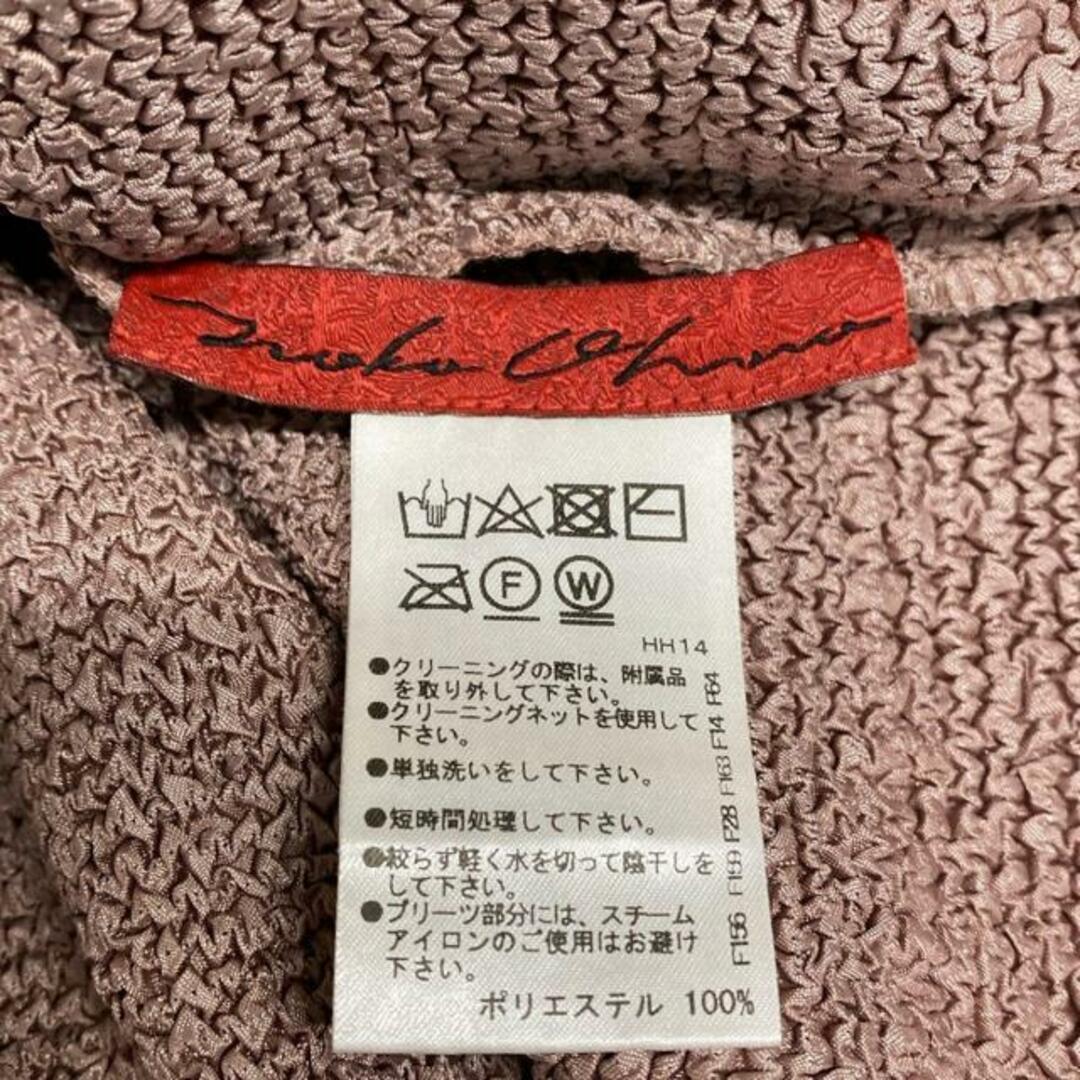 Noko Ohno
F
W
HH14
●クリーニングの際は、附属品
を取り外して下さい。
●クリーニングネットを使用して
下さい。
●単独洗いをして下さい。
●短時間処理して下さい。
●絞らず軽く水を切って陰干しを
して下さい。
●プリーツ部分には、スチーム
アイロンのご使用はお避け
下さい。
ポリエステル 100%
F156 F159 F28 F163 F14 F64